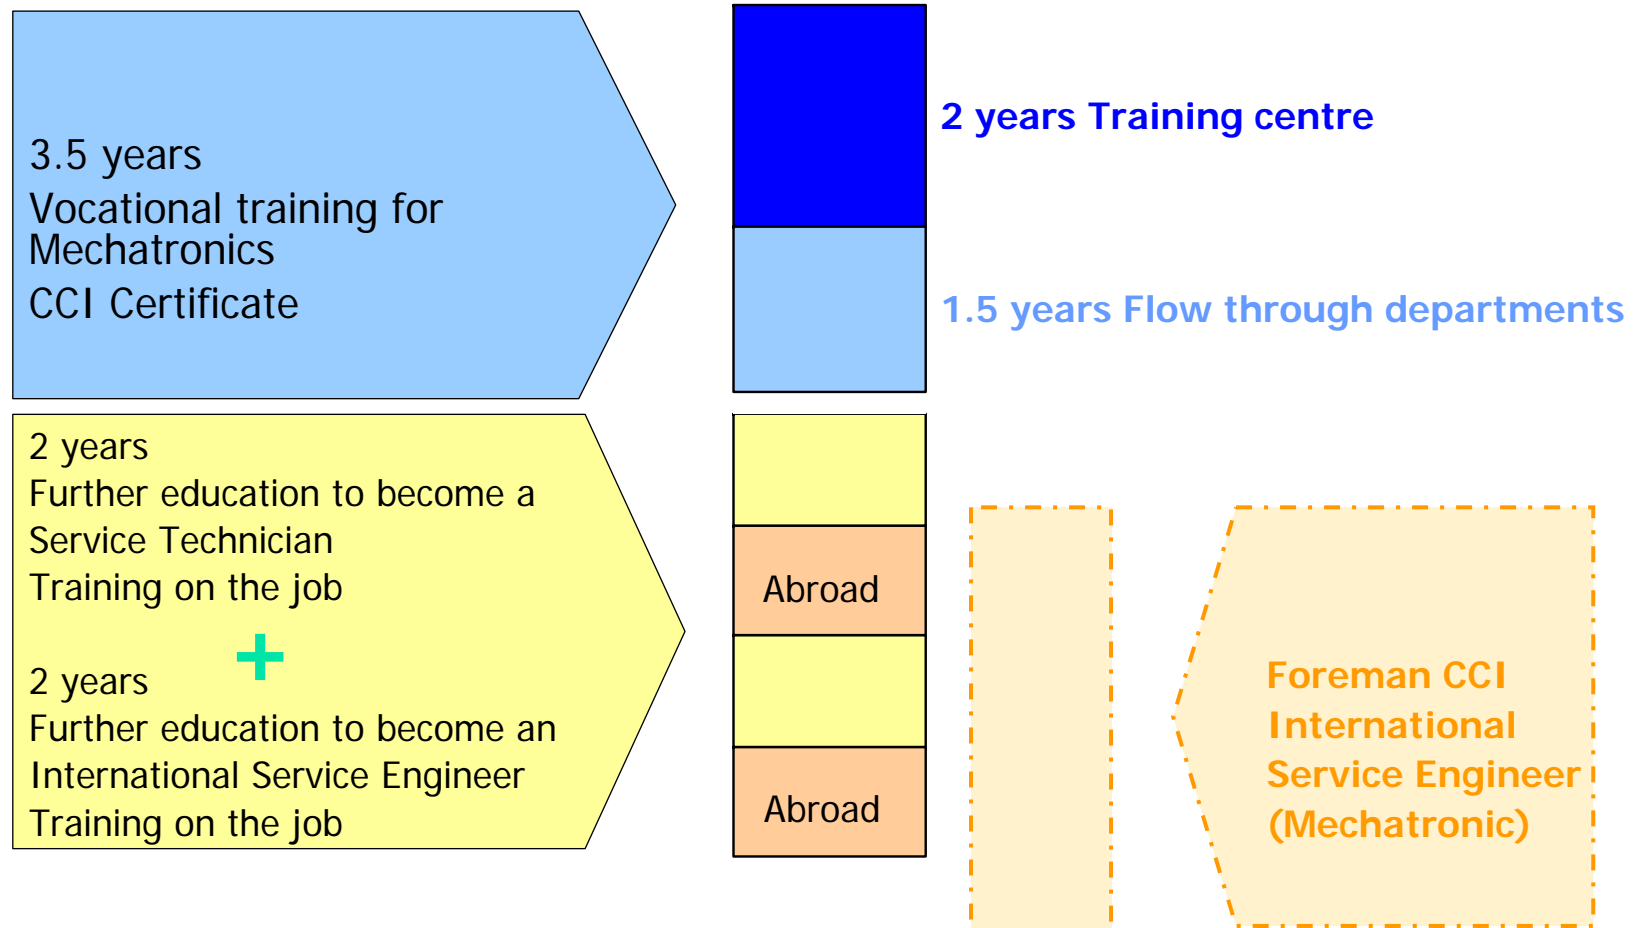 3.5 years
Vocational training for
Mechatronics
CCI Certificate
2 years Training centre
1.5 years Flow through departments
2 years
Further education to become a
Service Technician
Training on the job
+
2 years
Further education to become an
International Service Engineer
Training on the job
Abroad
Abroad
Foreman CCI
International
Service Engineer
(Mechatronic)